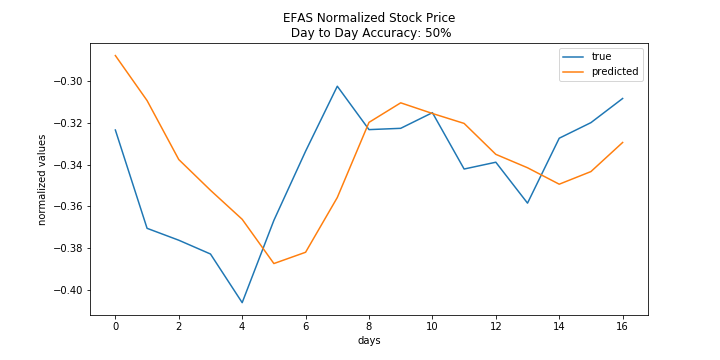 EFAS Normalized Stock Price
Day to Day Accuracy: 50%
true
predicted
normalized values
−0.30
−0.32
−0.34
−0.36
−0.38
−0.40
0 2 4 6 8 10 12 14 16
days